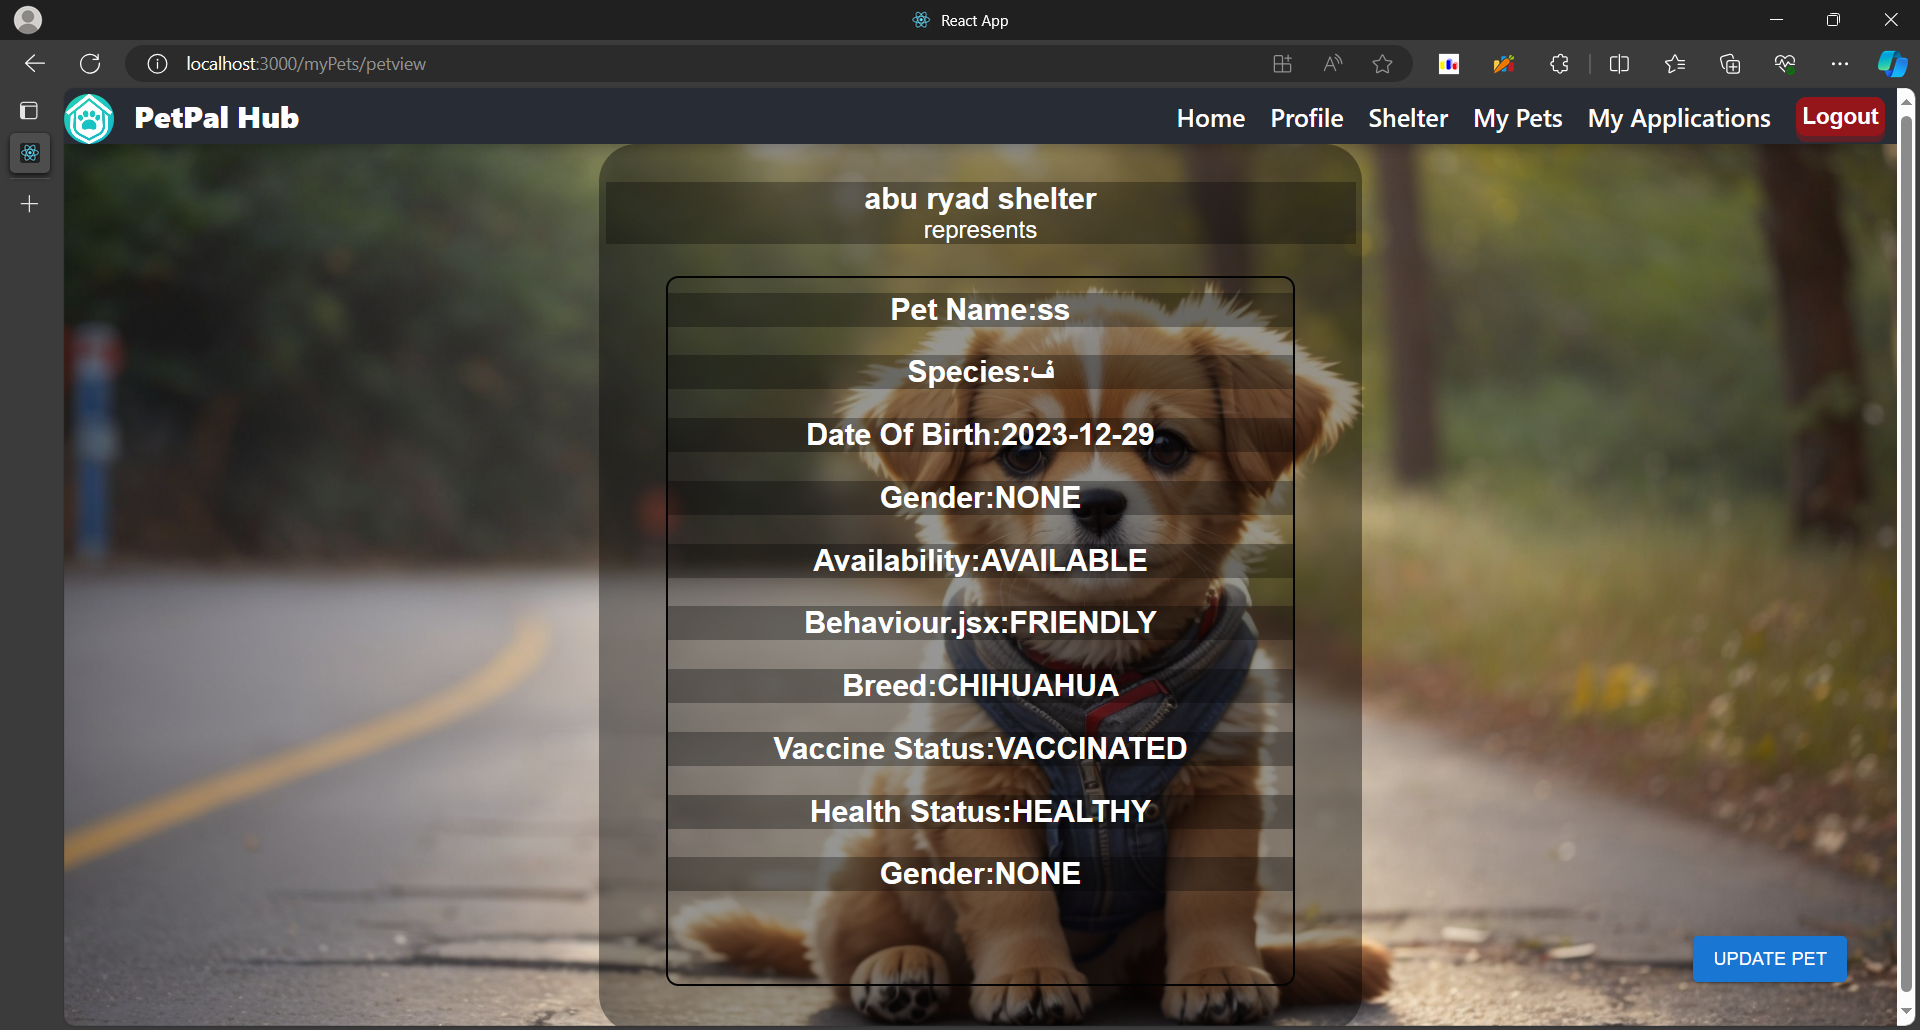 React App
localhost:3000/myPets/petview
PetPal Hub
Home Profile Shelter My Pets My Applications Logout
abu ryad shelter
represents
Pet Name:ss
Species:ف
Date Of Birth:2023-12-29
Gender:NONE
Availability:AVAILABLE
Behaviour.jsx:FRIENDLY
Breed:CHIHUAHUA
Vaccine Status:VACCINATED
Health Status:HEALTHY
Gender:NONE
UPDATE PET